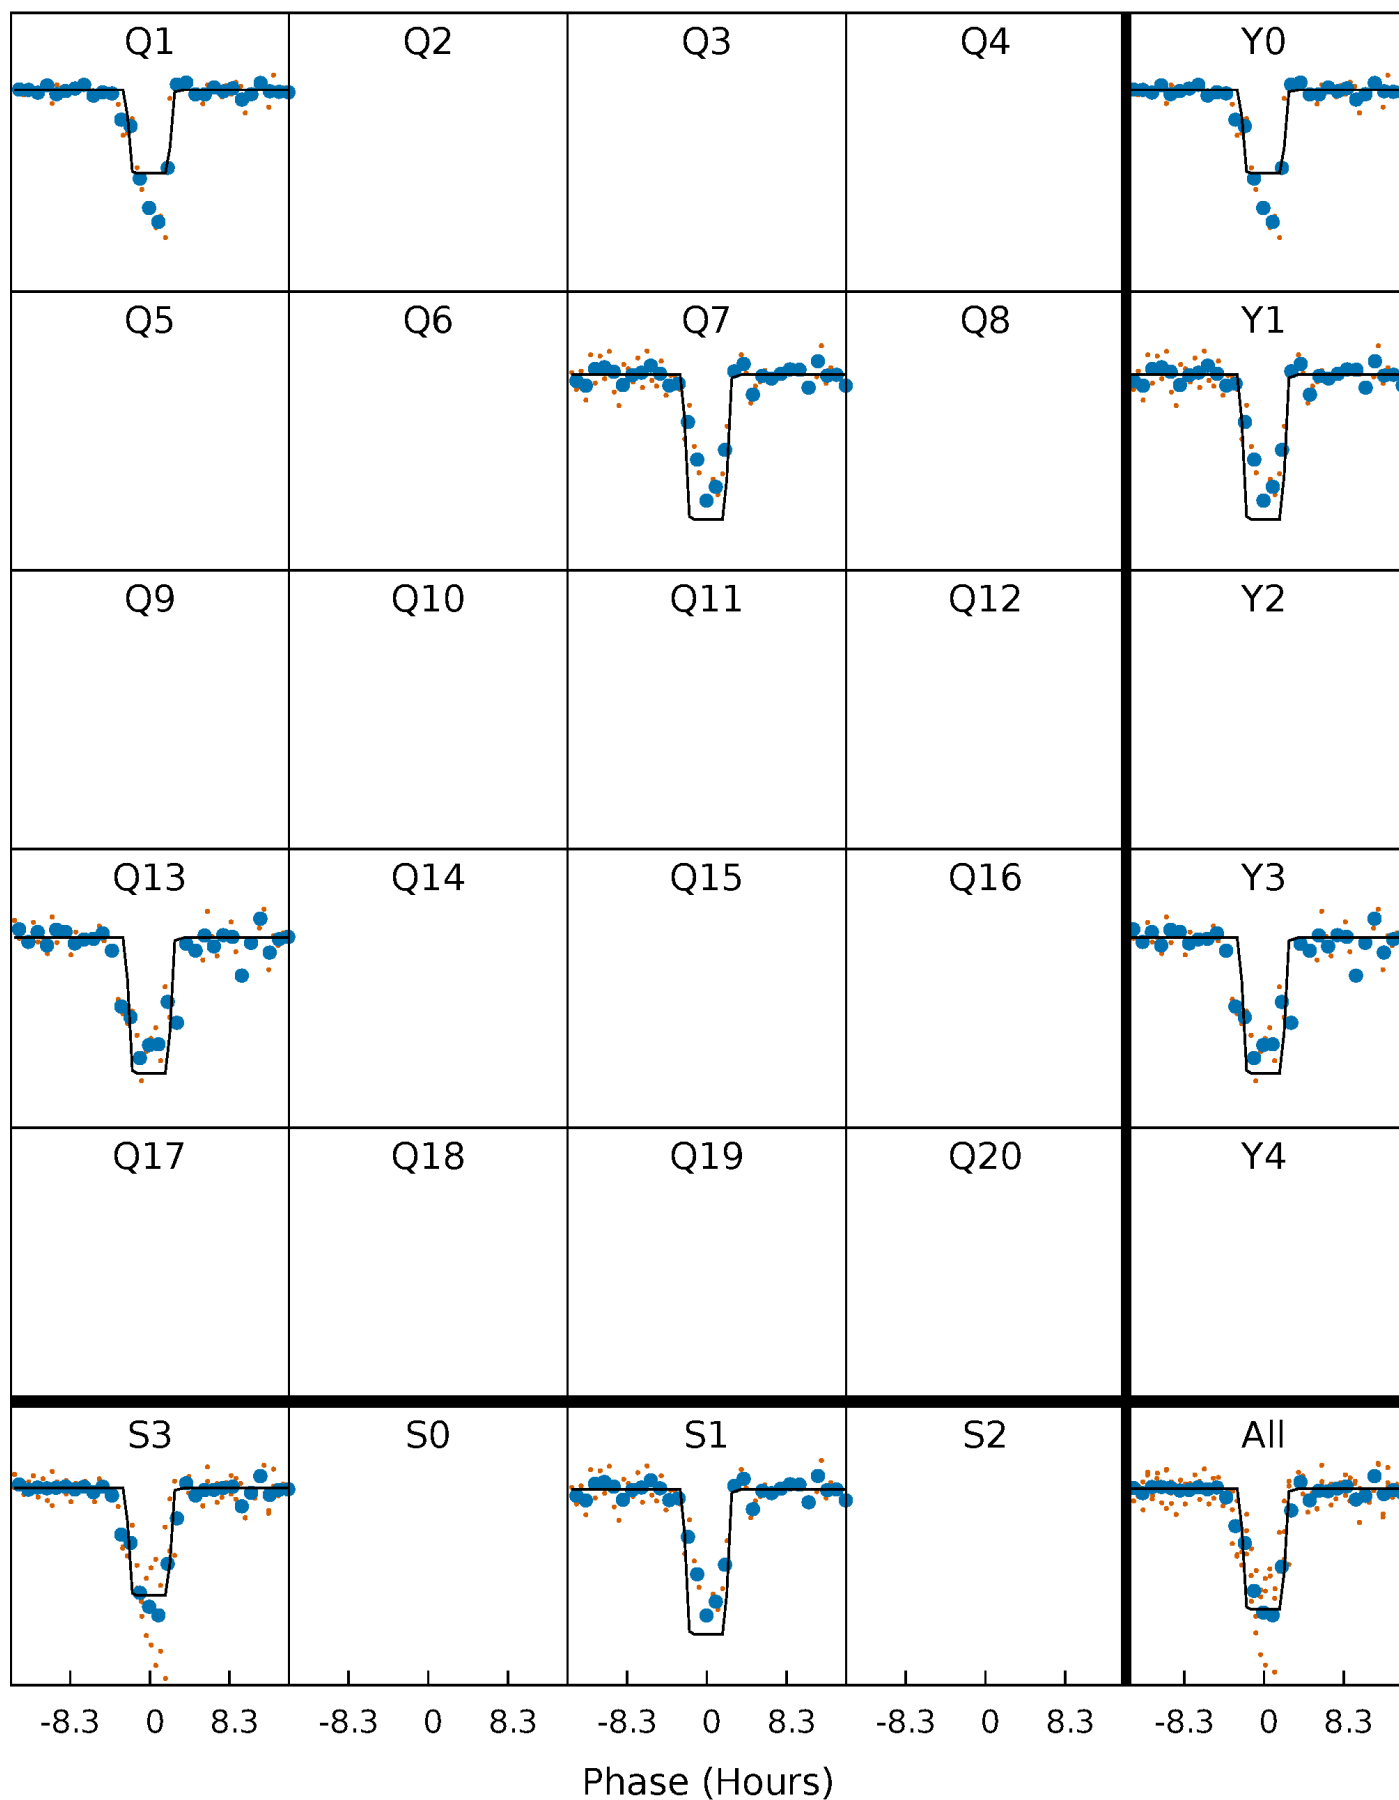 Q1 Q2 Q3 Q4 Y0
Q5 Q6 Q7 Q8 Y1
Q9 Q10 Q11 Q12 Y2
Q13 Q14 Q15 Q16 Y3
Q17 Q18 Q19 Q20 Y4
S3 S0 S1 S2 All
-8.3 0 8.3 -8.3 0 8.3 -8.3 0 8.3 -8.3 0 8.3 -8.3 0 8.3
Phase (Hours)